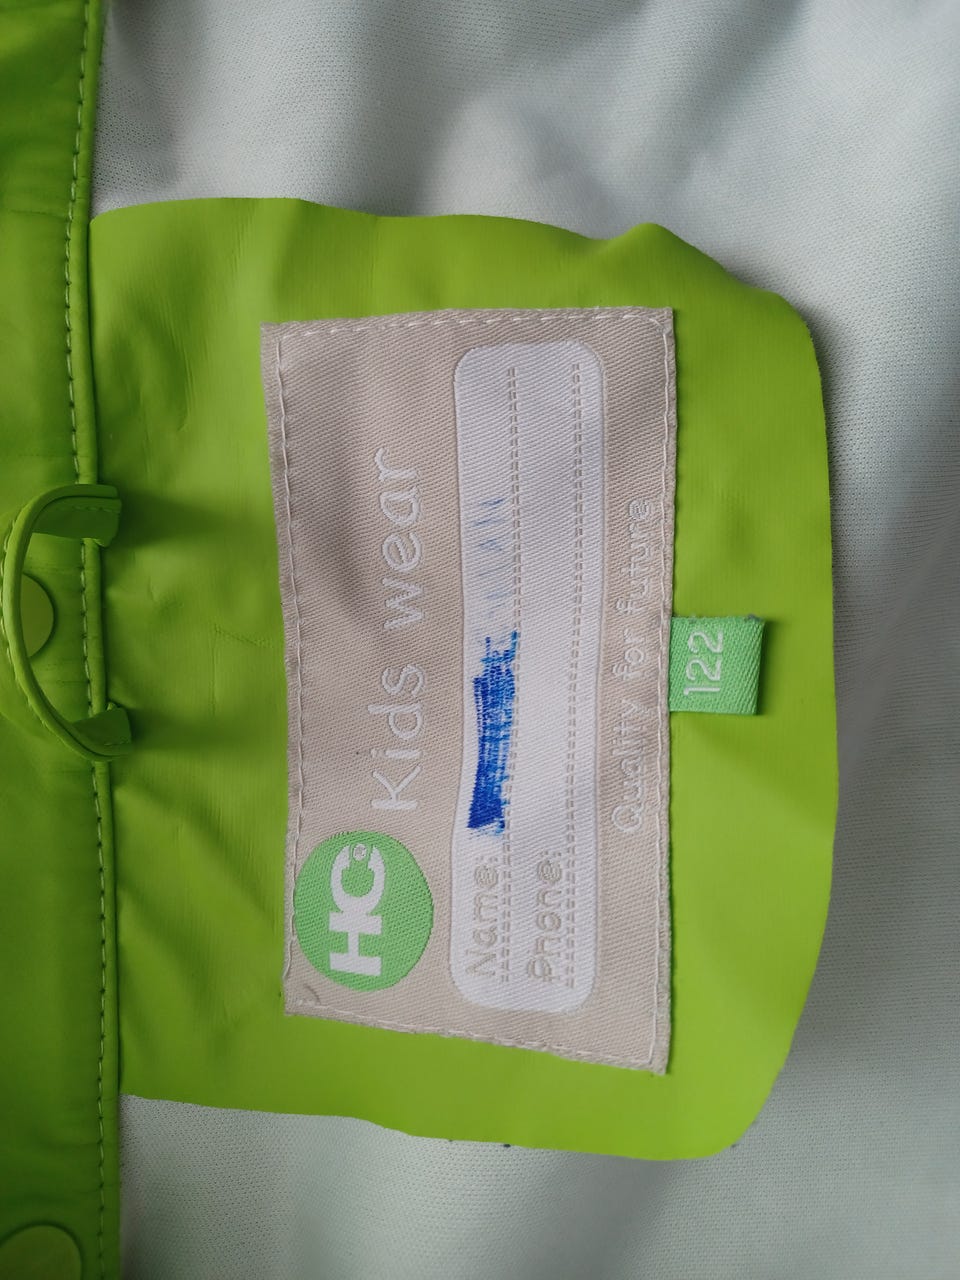 HC® Kids wear
Name:
Phone:
Quality for future
122